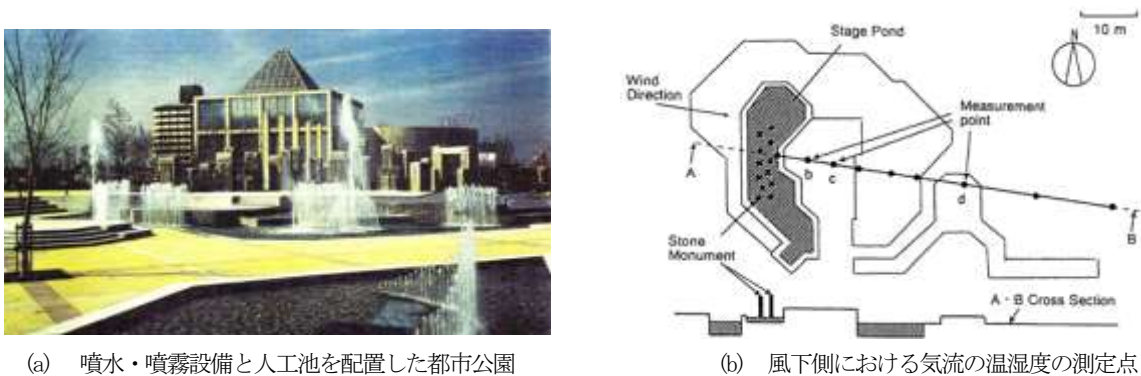 10 m
Stage Pond
N
Wind
Direction
Measurement
point
A
b
c
d
B
Stone
Monument
A・B Cross Section
(a) 噴水・噴霧設備と人工池を配置した都市公園
(b) 風下側における気流の温湿度の測定点